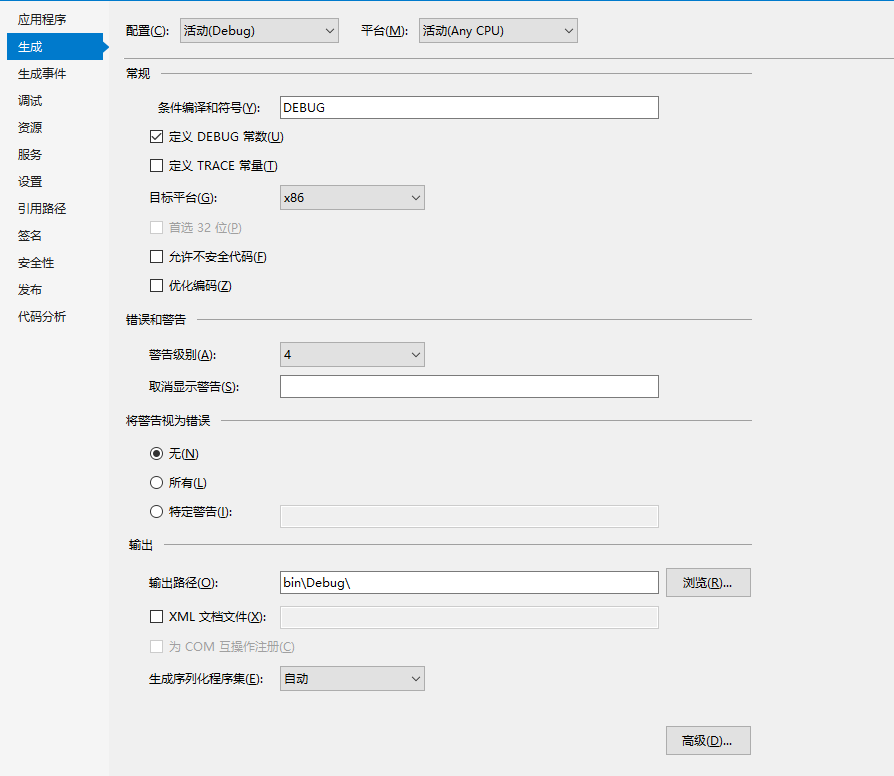 应用程序
生成
生成事件
调试
资源
服务
设置
引用路径
签名
安全性
发布
代码分析
配置(C): 活动(Debug) 平台(M): 活动(Any CPU)
常规
条件编译和符号(Y): DEBUG
定义 DEBUG 常数(U)
定义 TRACE 常量(T)
目标平台(G): x86
首选 32 位(P)
允许不安全代码(F)
优化编码(Z)
错误和警告
警告级别(A): 4
取消显示警告(S):
将警告视为错误
无(N)
所有(L)
特定警告(I):
输出
输出路径(O): bin\Debug\ 浏览(R)...
XML 文档文件(X):
为 COM 互操作注册(C)
生成序列化程序集(E): 自动
高级(D)...